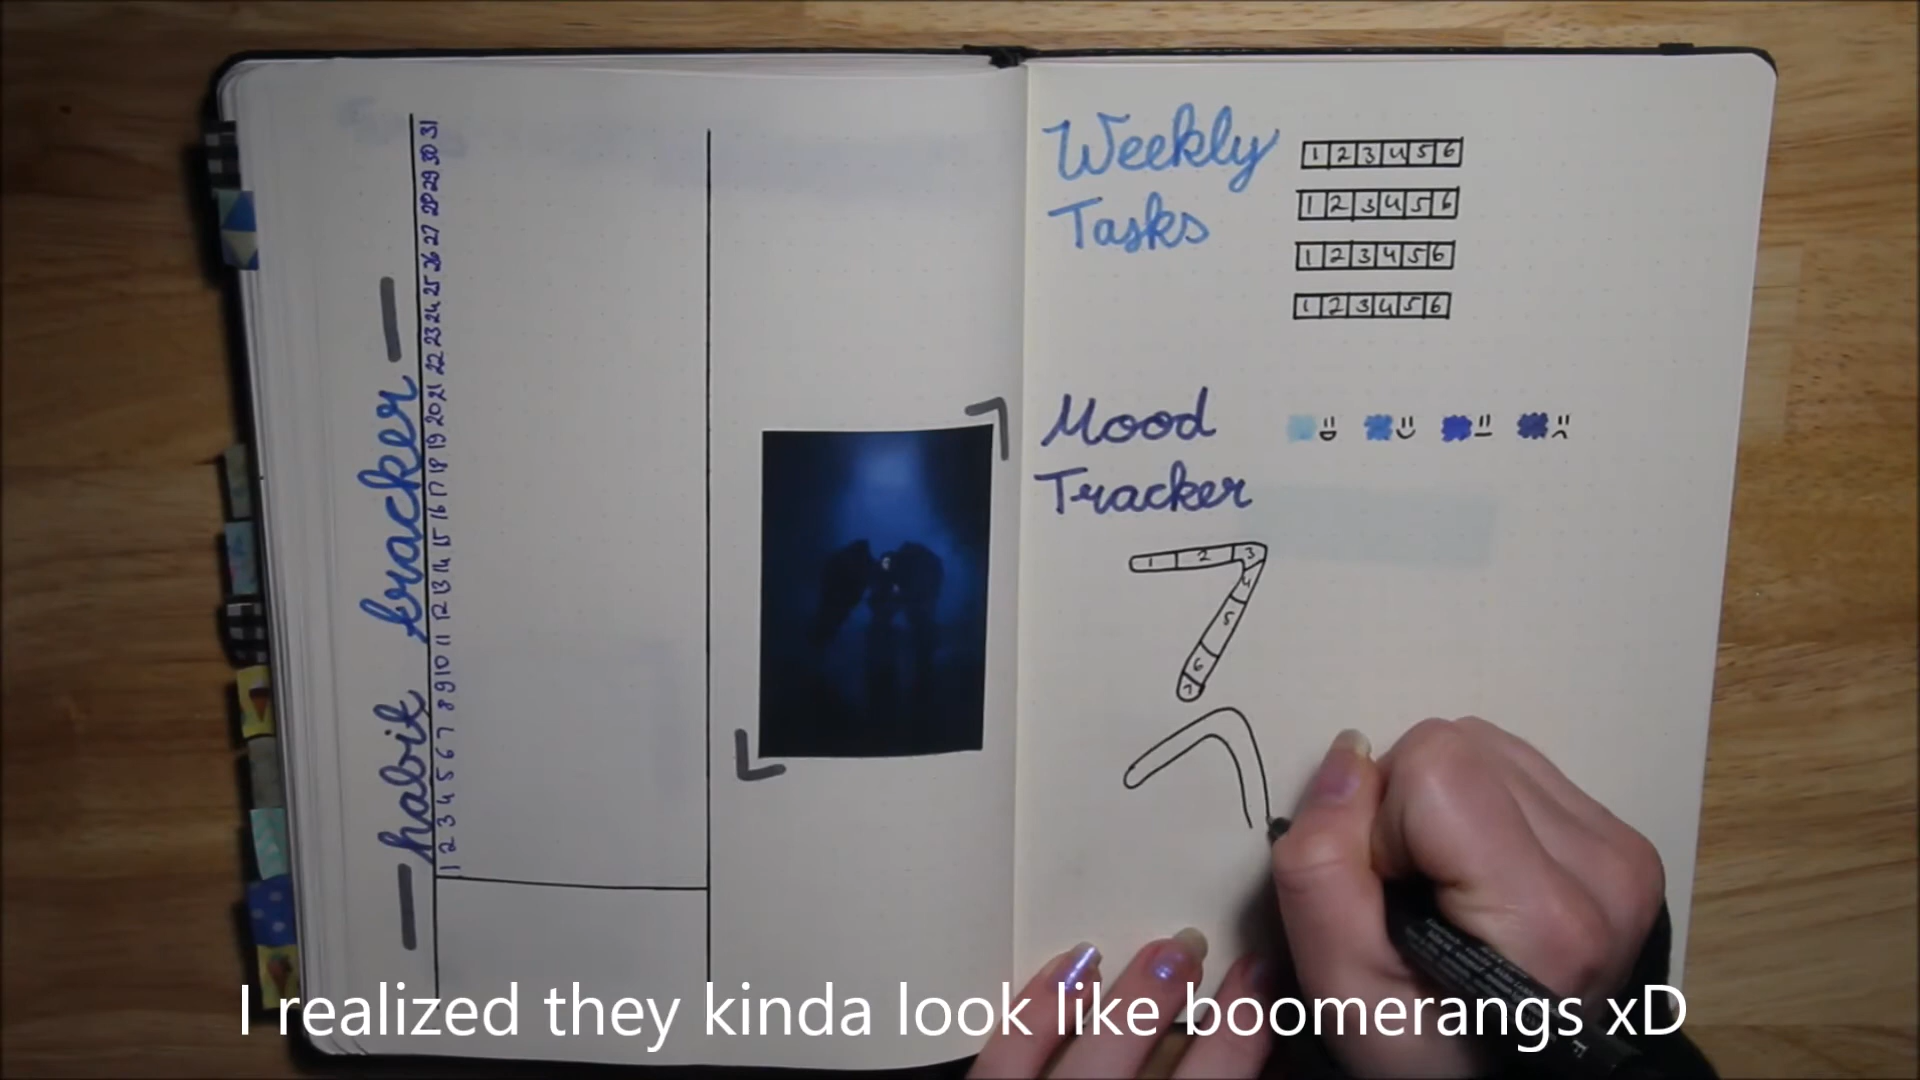 habit tracker
1 2 3 4 5 6 7 8 9 10 11 12 13 14 15 16 17 18 19 20 21 22 23 24 25 26 27 28 29 30 31
Weekly
Tasks
1 2 3 4 5 6
1 2 3 4 5 6
1 2 3 4 5 6
1 2 3 4 5 6
Mood
Tracker
1 2 3
4
5
6
7
I realized they kinda look like boomerangs xD